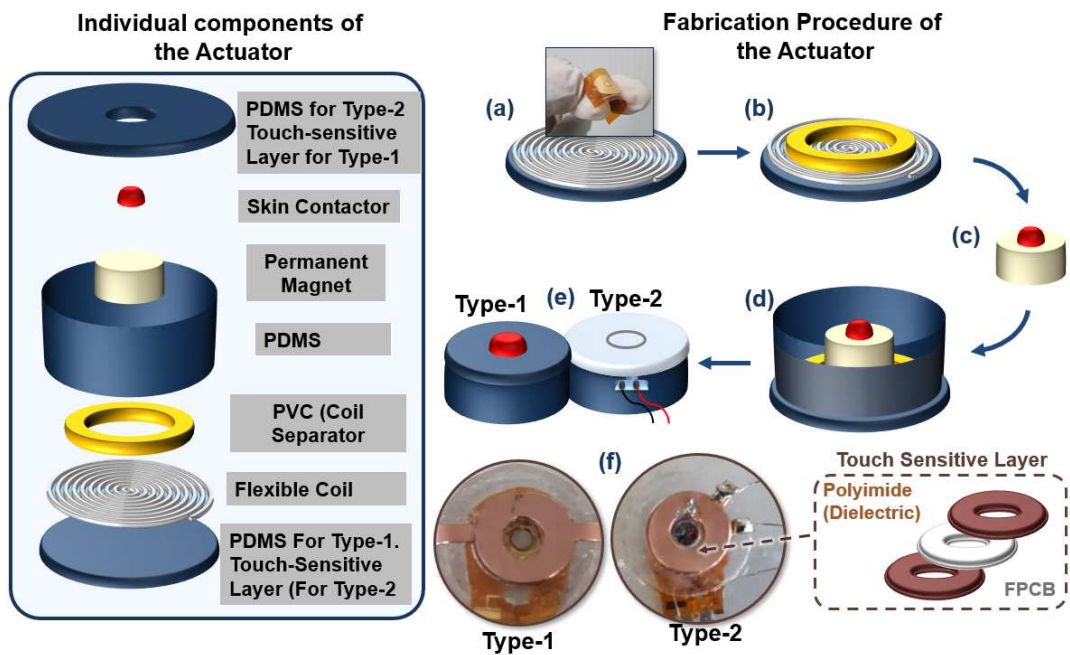 Individual components of
the Actuator
PDMS for Type-2
Touch-sensitive
Layer for Type-1
Skin Contactor
Permanent
Magnet
PDMS
PVC (Coil
Separator
Flexible Coil
PDMS For Type-1.
Touch-Sensitive
Layer (For Type-2
Fabrication Procedure of
the Actuator
(a)
(b)
(c)
(d)
(e)
Type-1
Type-2
(f)
Type-1
Type-2
Touch Sensitive Layer
Polyimide
(Dielectric)
FPCB